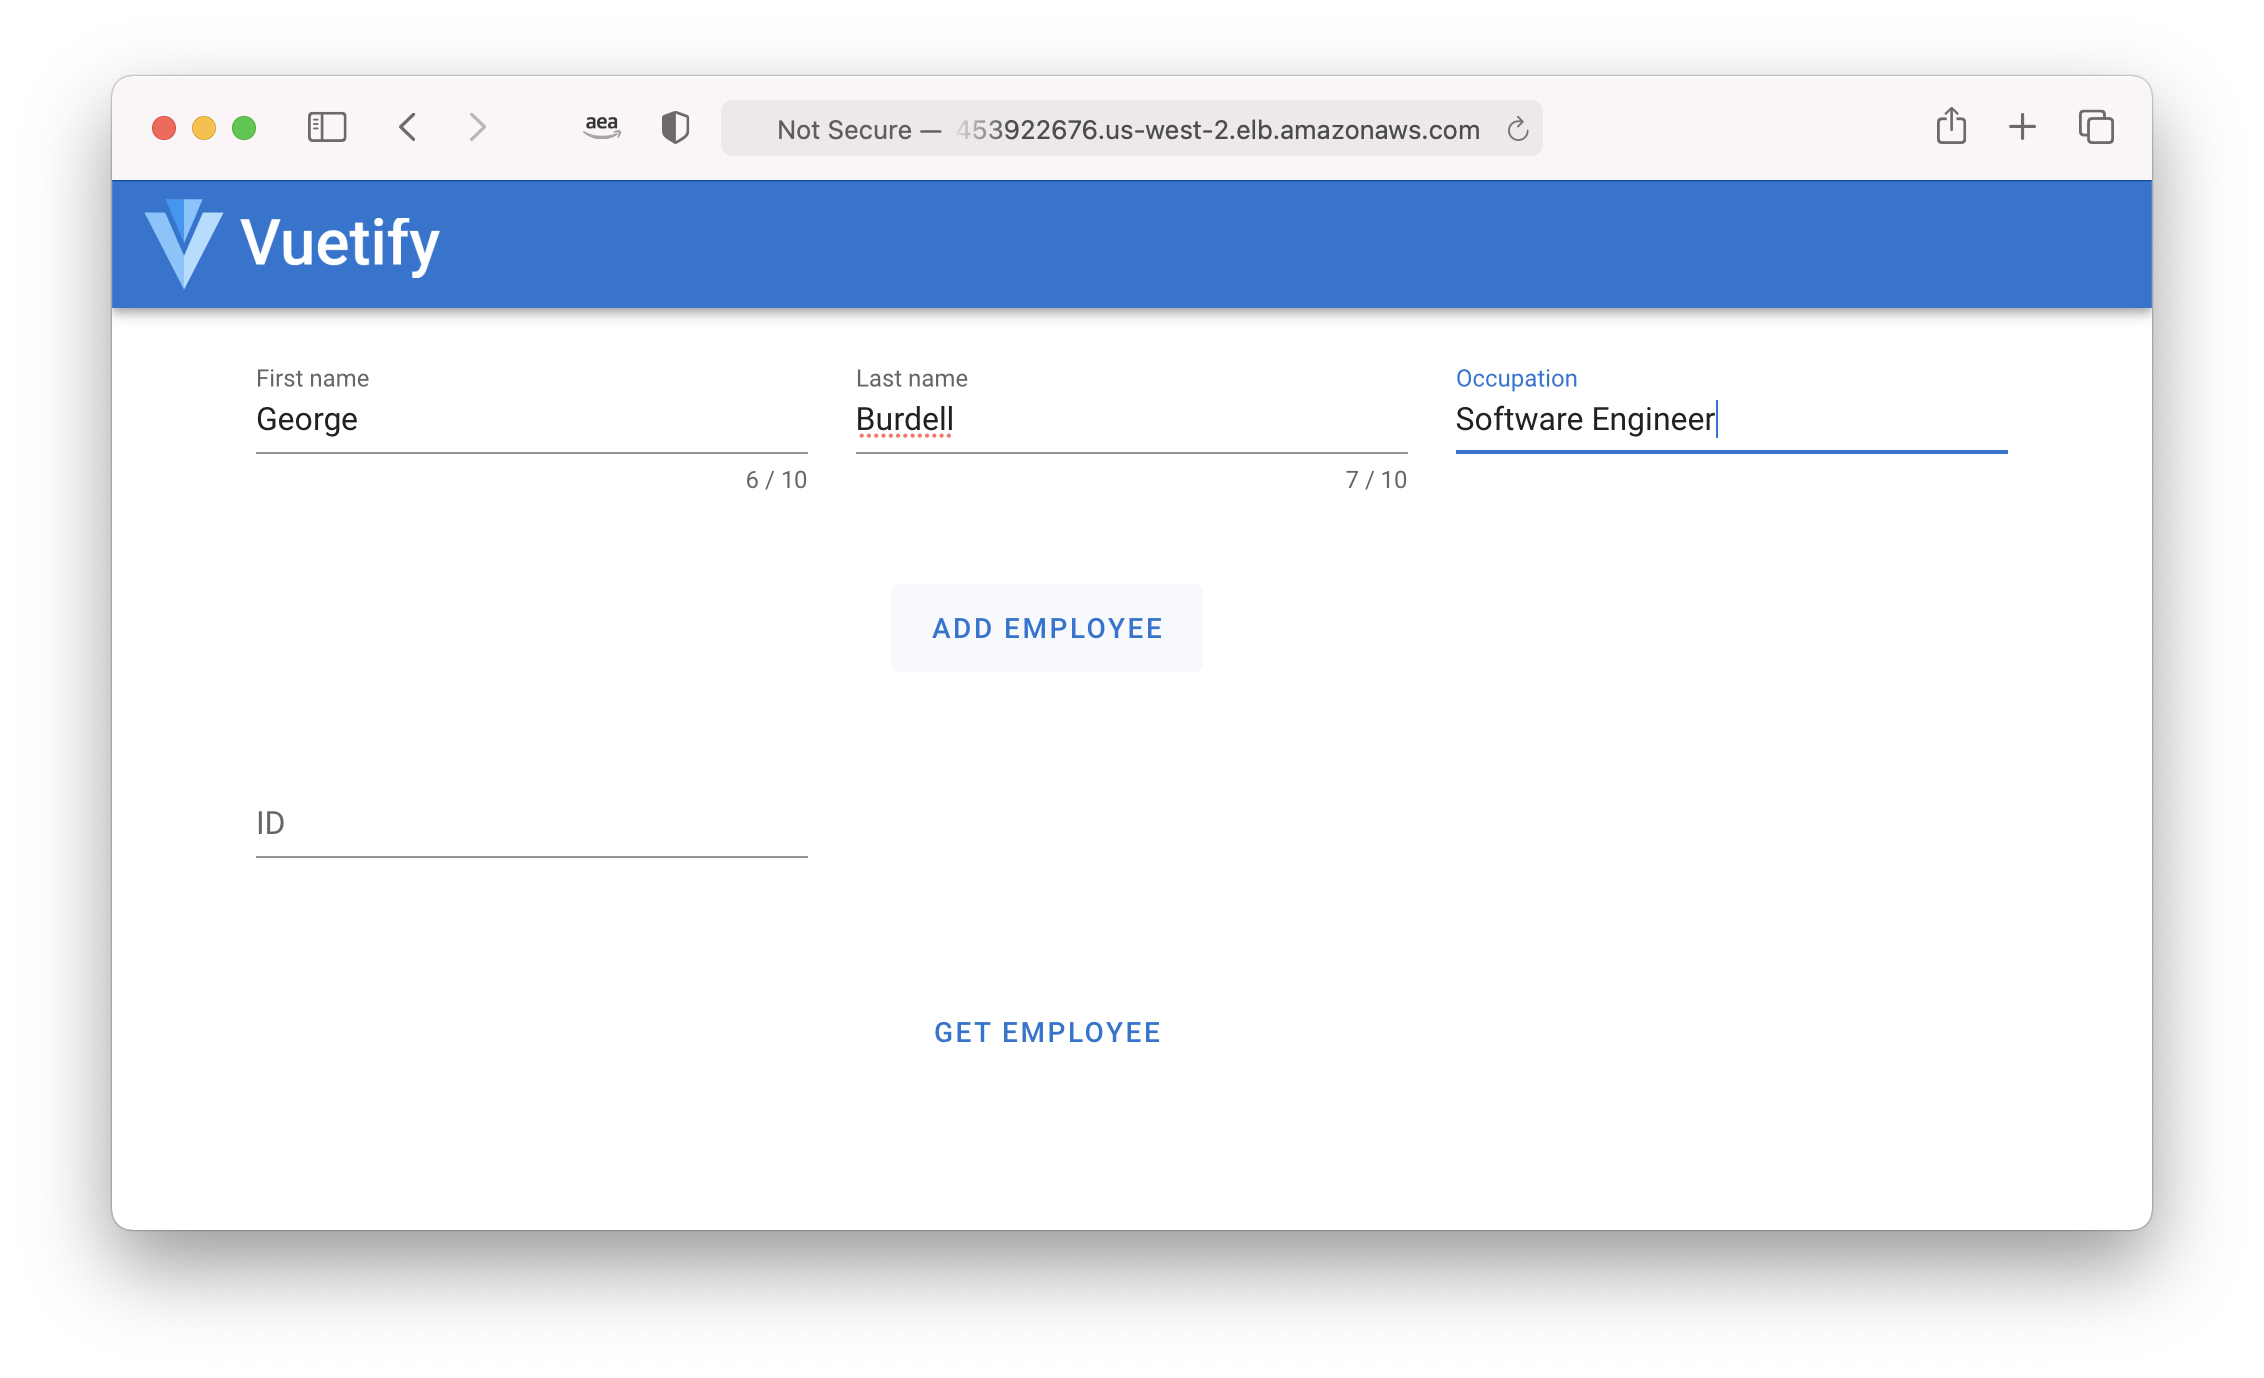 aea
Not Secure — 453922676.us-west-2.elb.amazonaws.com
Vuetify
First name
Last name
Occupation
George
Burdell
Software Engineer
6 / 10
7 / 10
ADD EMPLOYEE
ID
GET EMPLOYEE